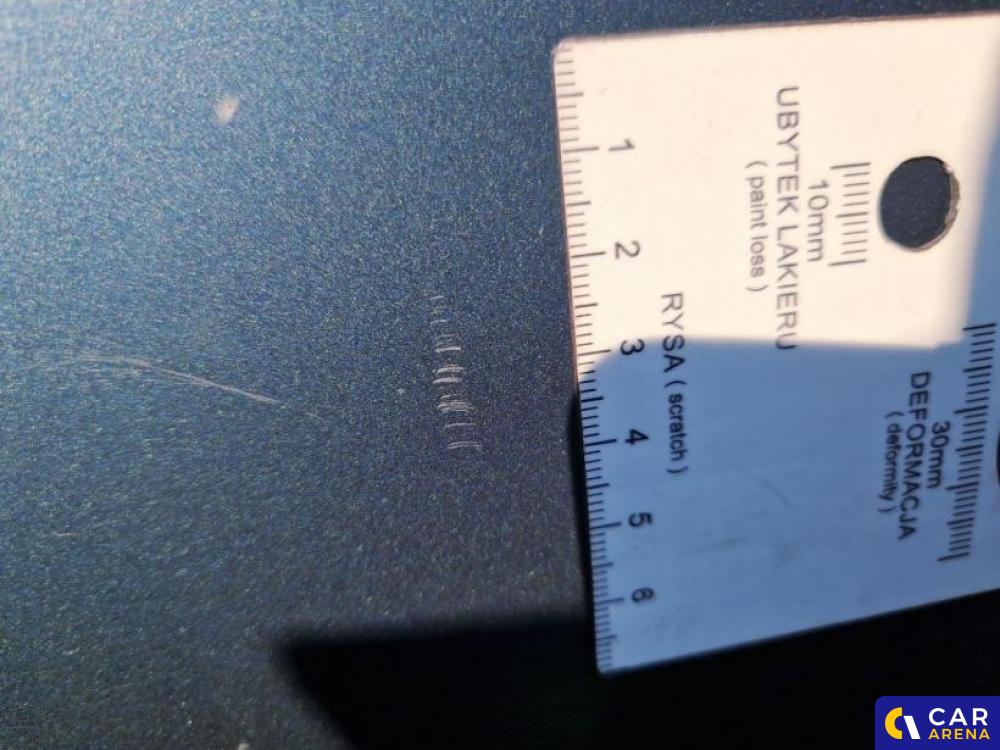 1
2
3
4
5
6
RYSA ( scratch )
UBYTEK LAKIERU
( paint loss )
10mm
DEFORMACJA
( deformity )
30mm
CAR
ARENA